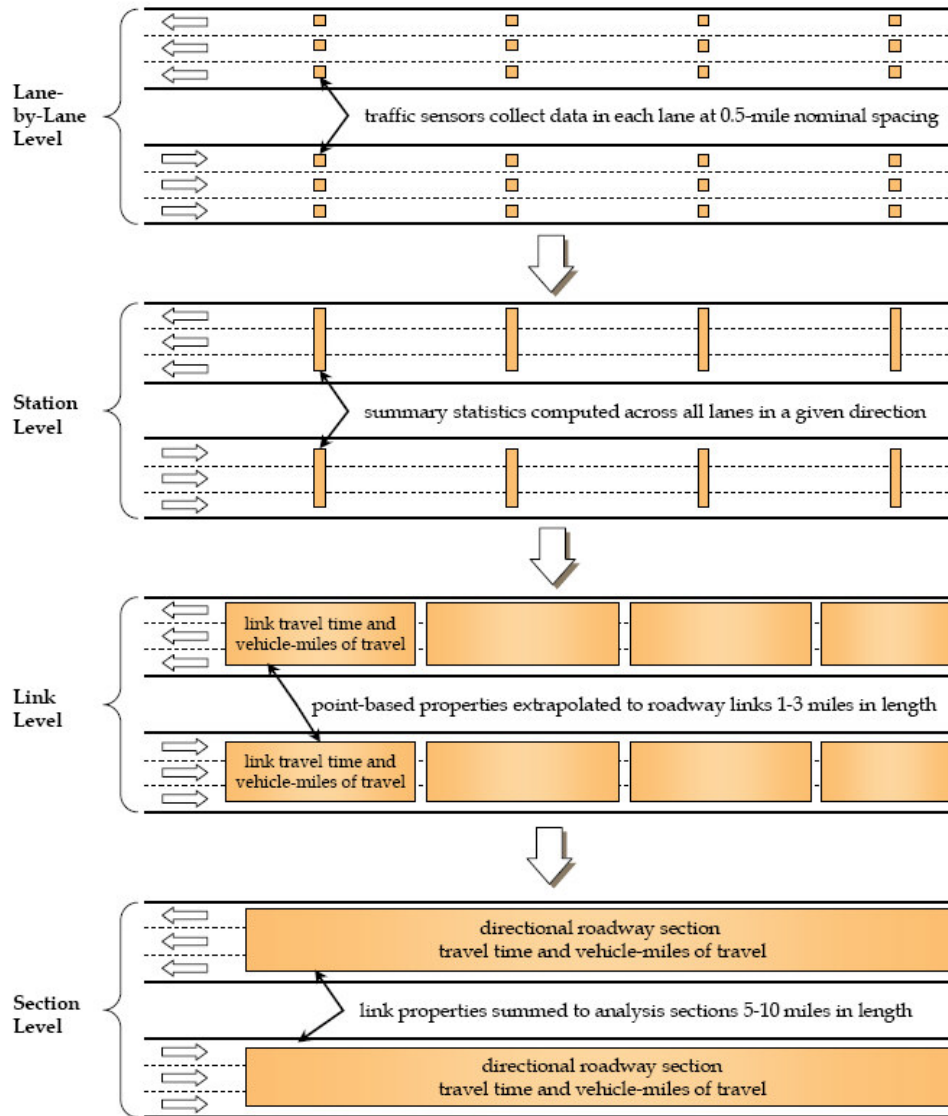 Lane-
by-Lane
Level
traffic sensors collect data in each lane at 0.5-mile nominal spacing
Station
Level
summary statistics computed across all lanes in a given direction
link travel time and
vehicle-miles of travel
Link
Level
point-based properties extrapolated to roadway links 1-3 miles in length
link travel time and
vehicle-miles of travel
directional roadway section
travel time and vehicle-miles of travel
Section
Level
link properties summed to analysis sections 5-10 miles in length
directional roadway section
travel time and vehicle-miles of travel